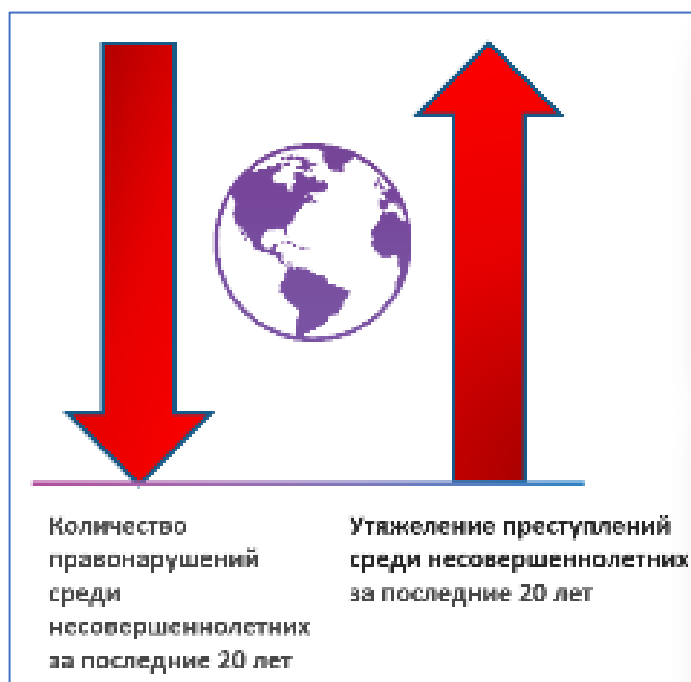 Количество
правонарушений
среди
несовершеннолетних
за последние 20 лет
Утяжеление преступлений
среди несовершеннолетних
за последние 20 лет